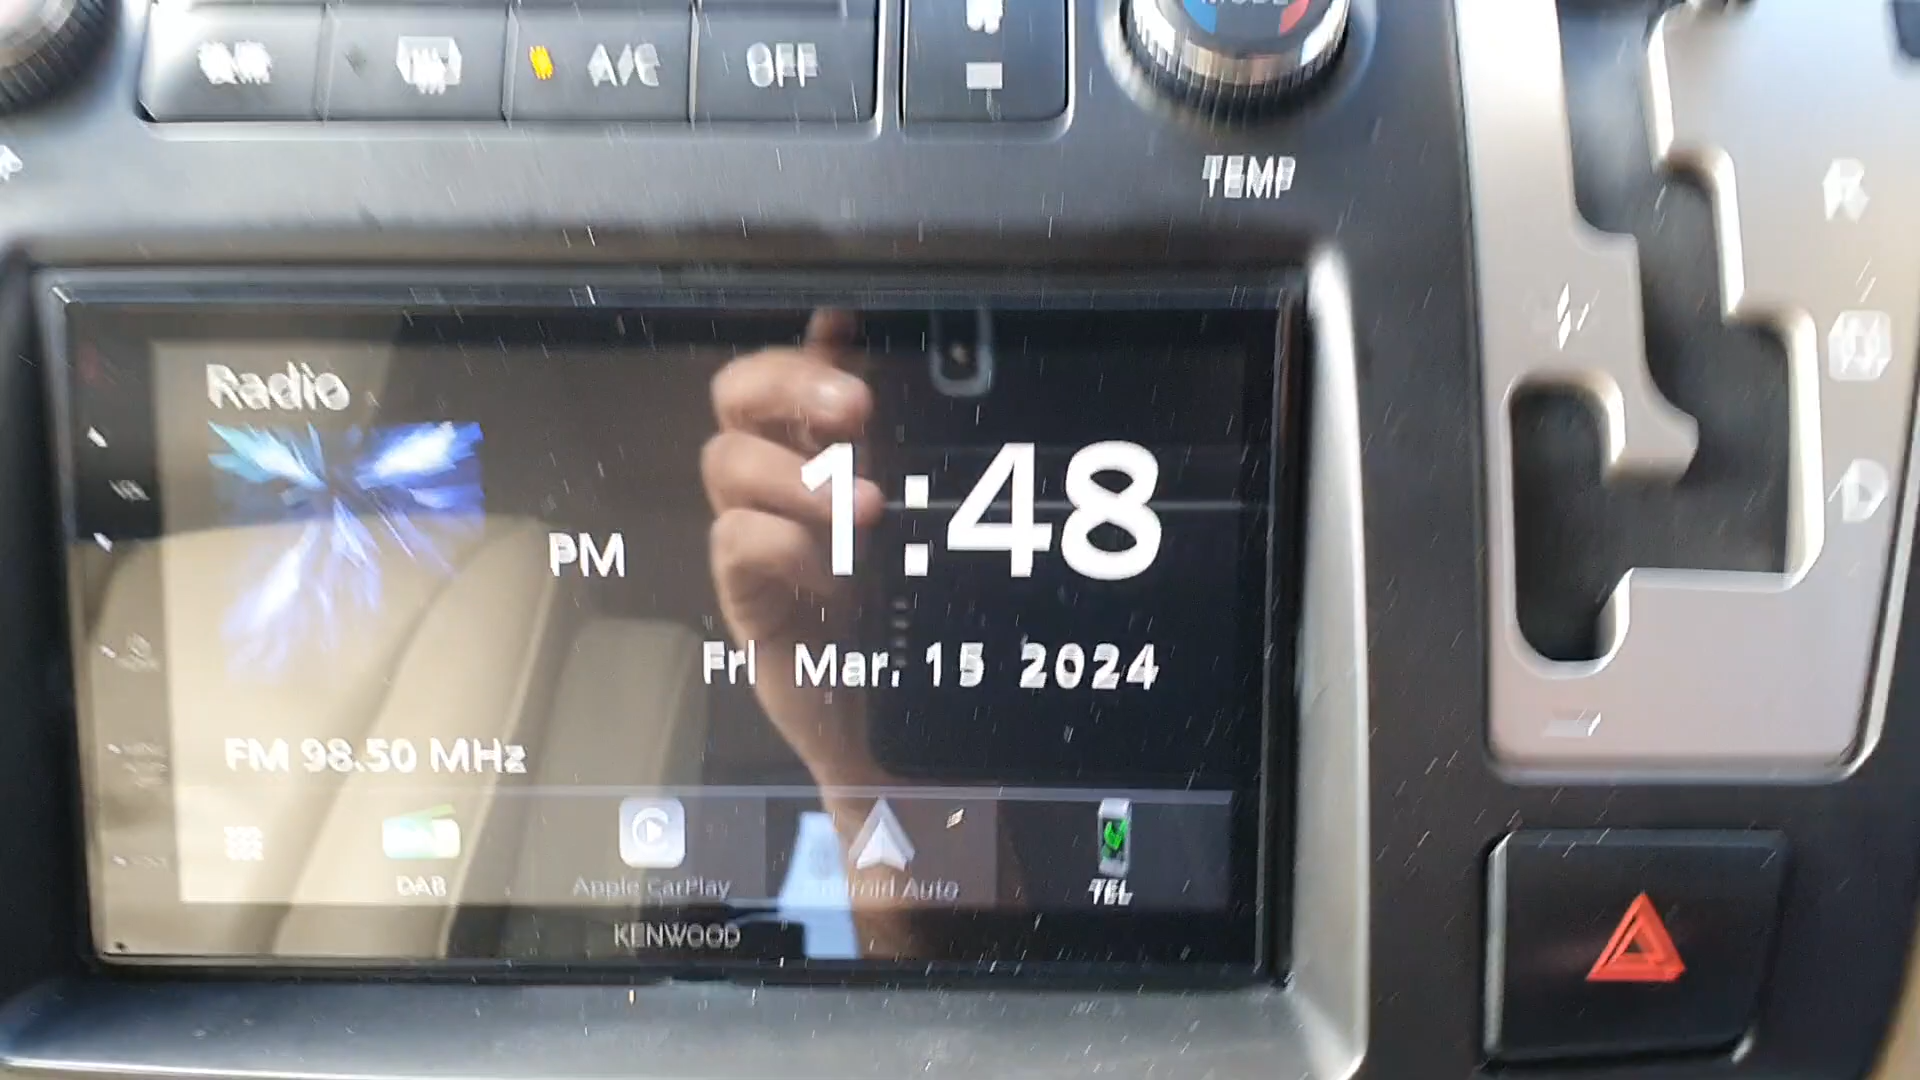 A/C
OFF
TEMP
R
N
D
Radio
1:48
PM
Fri Mar. 15 2024
FM 98.50 MHz
DAB
Apple CarPlay
Android Auto
TEL
KENWOOD